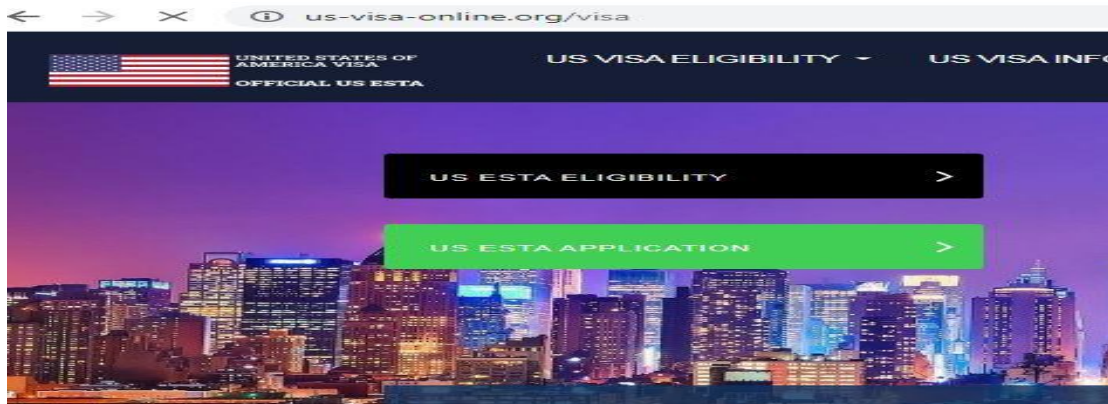 us-visa-online.org/visa
UNITED STATES OF
AMERICA VISA
OFFICIAL US ESTA
US VISA ELIGIBILITY
US VISA INFO
US ESTA ELIGIBILITY >
US ESTA APPLICATION >